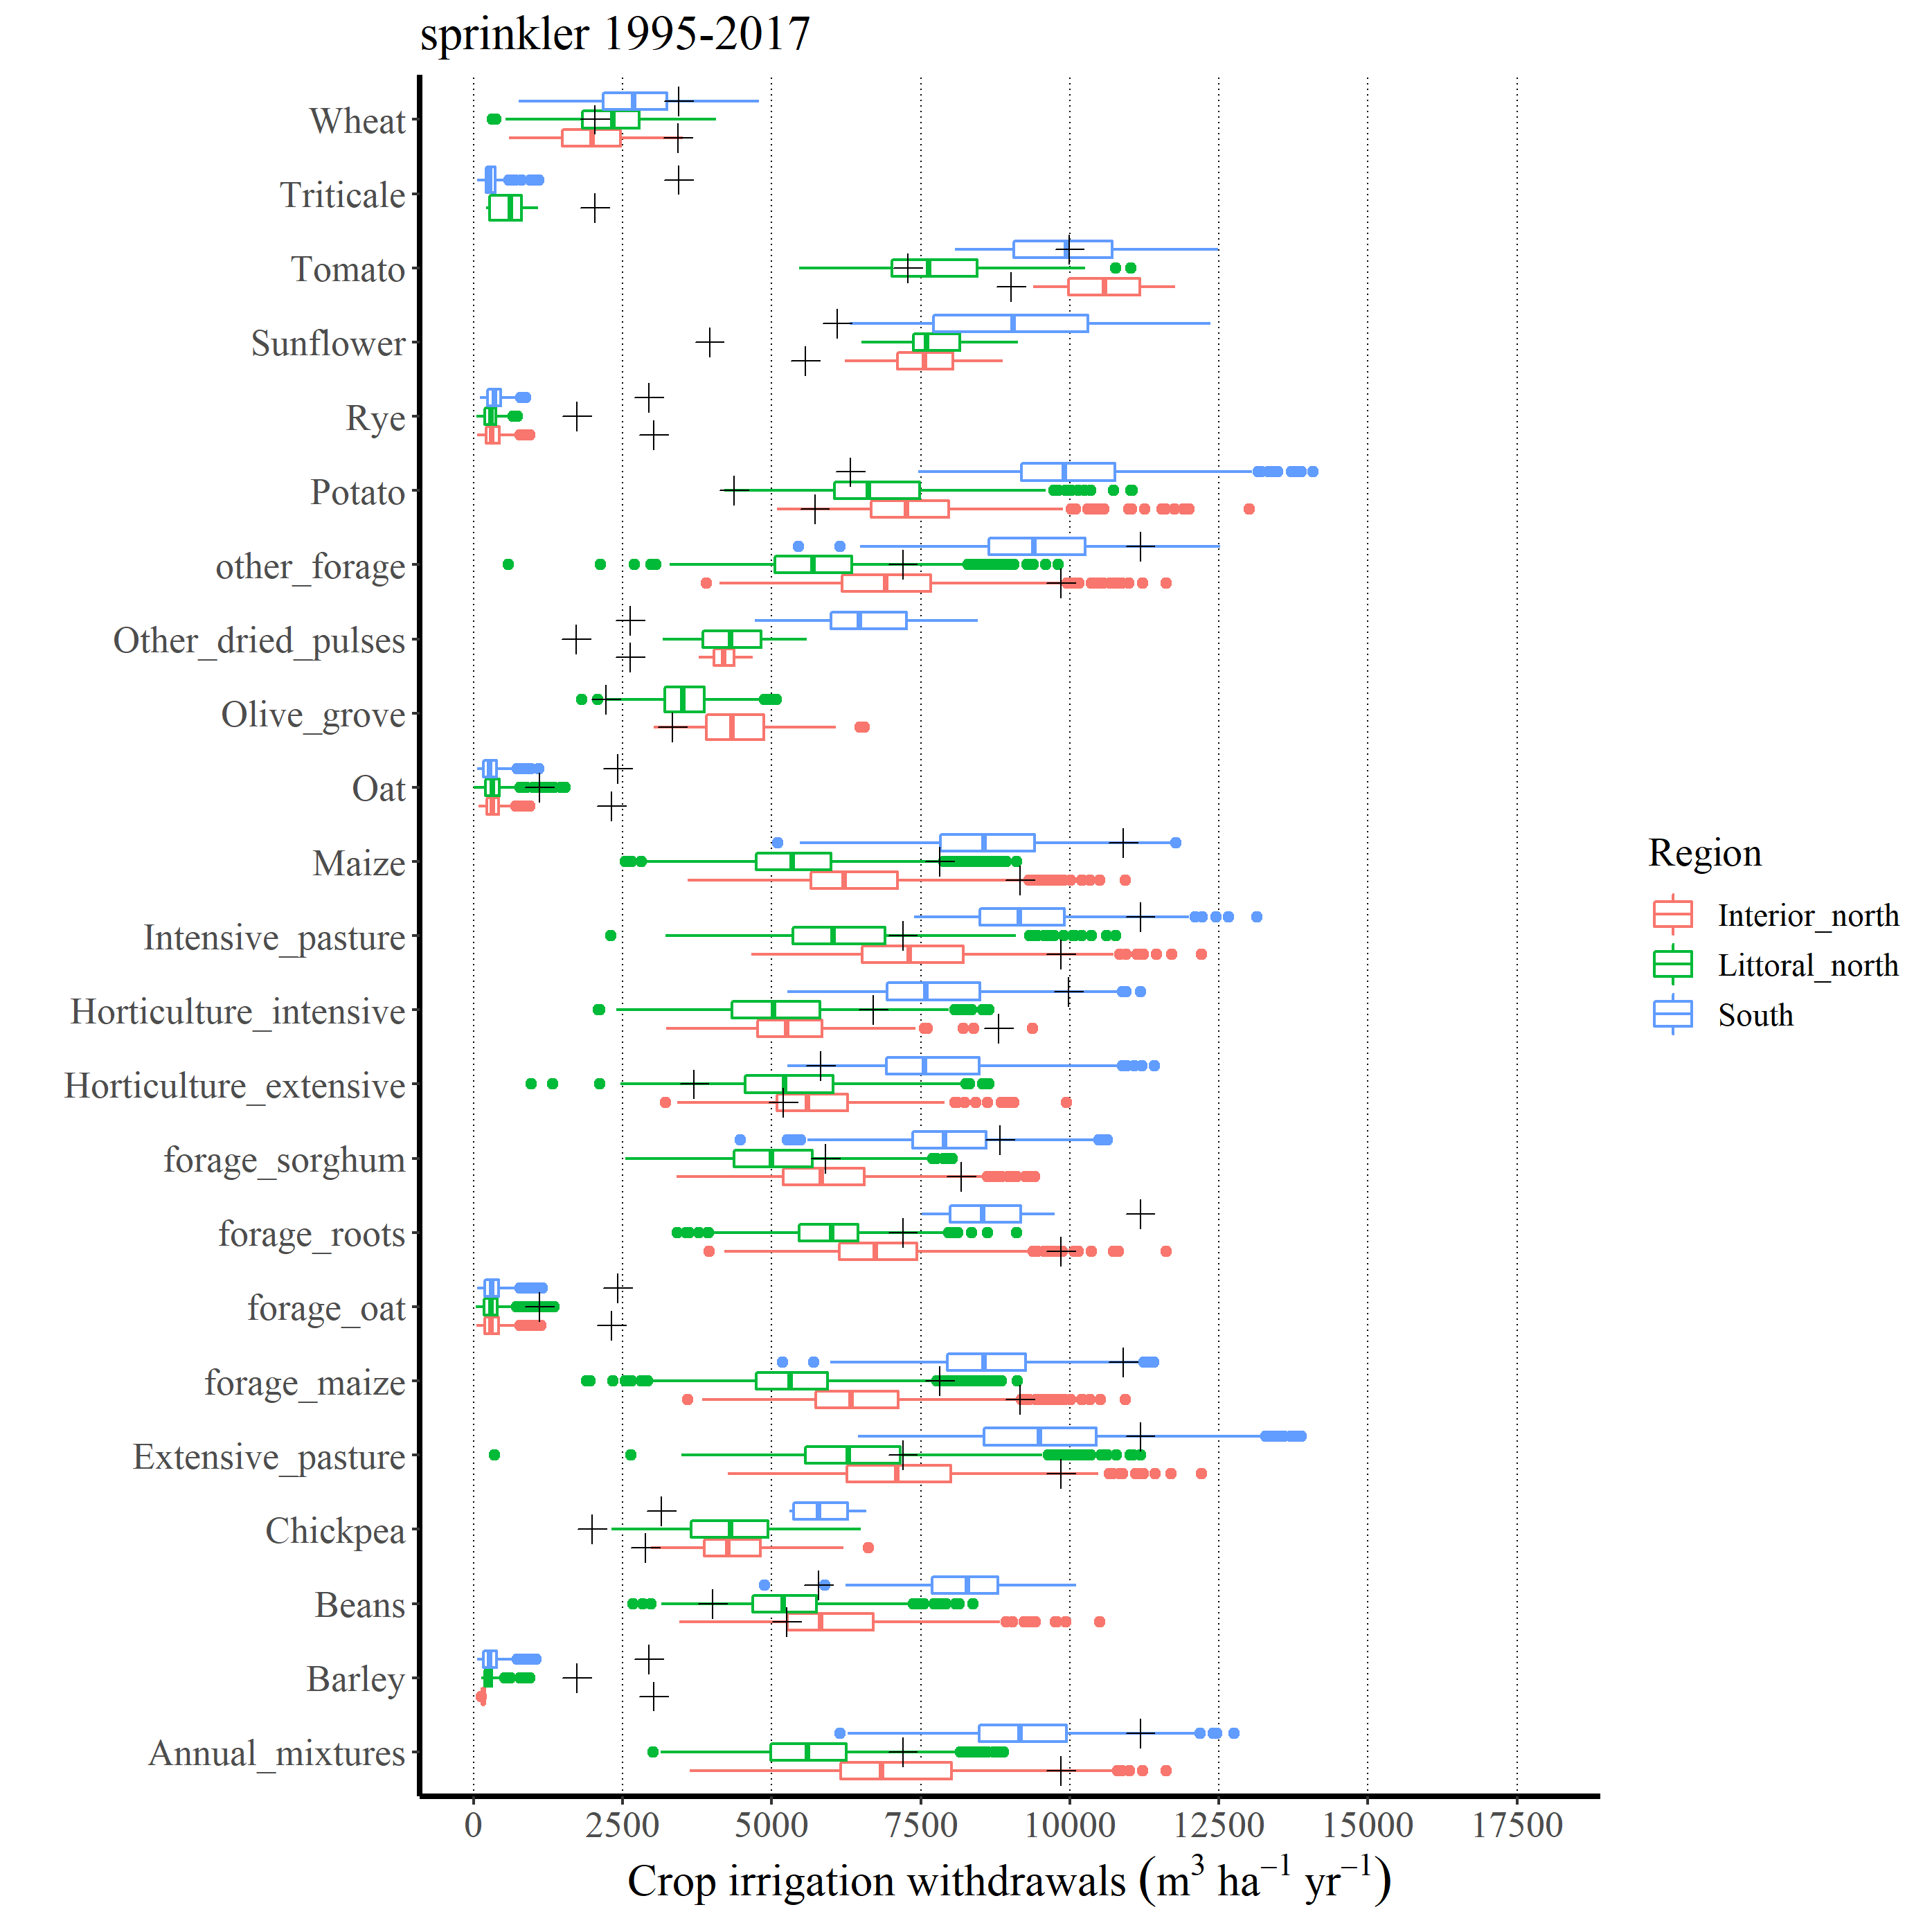 sprinkler 1995-2017
Wheat
Triticale
Tomato
Sunflower
Rye
Potato
other_forage
Other_dried_pulses
Olive_grove
Oat
Maize
Intensive_pasture
Horticulture_intensive
Horticulture_extensive
forage_sorghum
forage_roots
forage_oat
forage_maize
Extensive_pasture
Chickpea
Beans
Barley
Annual_mixtures
0 2500 5000 7500 10000 12500 15000 17500
Crop irrigation withdrawals (m³ ha⁻¹ yr⁻¹)
Region
Interior_north
Littoral_north
South